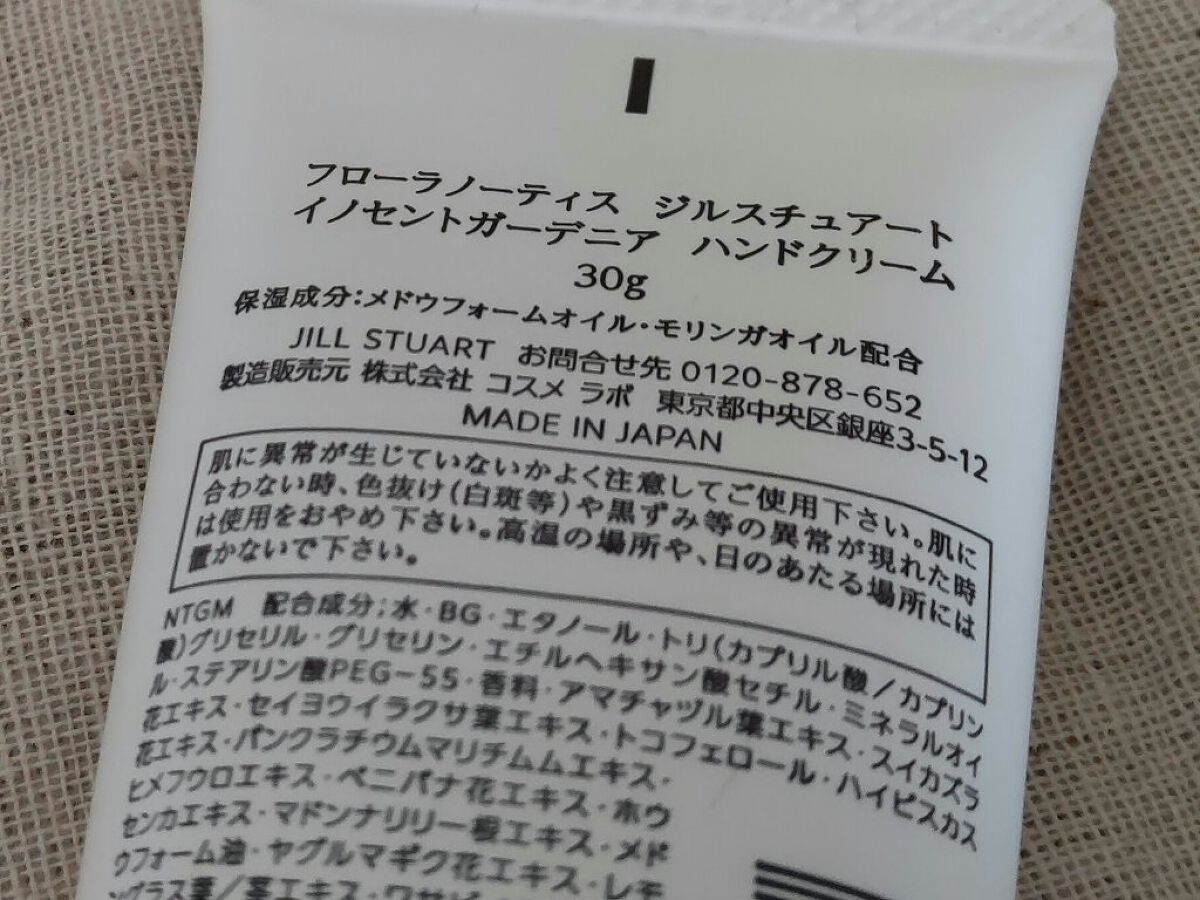 フローラノーティス ジルスチュアート
イノセントガーデニア ハンドクリーム
30g
保湿成分:メドウフォームオイル・モリンガオイル配合
JILL STUART お問合せ先 0120-878-652
製造販売元 株式会社 コスメ ラボ 東京都中央区銀座3-5-12
MADE IN JAPAN
肌に異常が生じていないかよく注意してご使用下さい。肌に
合わない時、色抜け(白斑等)や黒ずみ等の異常が現れた時
は使用をおやめ下さい。高温の場所や、日のあたる場所には
置かないで下さい。
NTGM 配合成分:水・BG・エタノール・トリ(カプリル酸/カプリン
酸)グリセリル・グリセリン・エチルヘキサン酸セチル・ミネラルオイ
ル・ステアリン酸PEG-55・香料・アマチャヅル葉エキス・スイカズラ
花エキス・セイヨウイラクサ葉エキス・トコフェロール・ハイビスカス
花エキス・パンクラチウムマリチムムエキス・
ヒメフウロエキス・ベニバナ花エキス・ホウ
センカエキス・マドンナリリー根エキス・メド
ウフォーム油・ヤグルマギク花エキス・レモ
ングラス葉/茎エキス・ワサビ